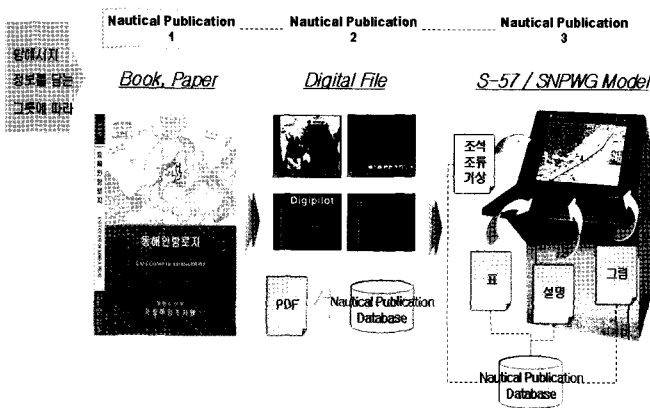 Nautical Publication
1
Nautical Publication
2
Nautical Publication
3
항해서지
정보를 담는
그릇에 따라
Book, Paper
Digital File
S-57 / SNPWG Model
동해안항로지
Digipilot
PDF
Nautical Publication
Database
조석
조류
기상
표
설명
그림
Nautical Publication
Database